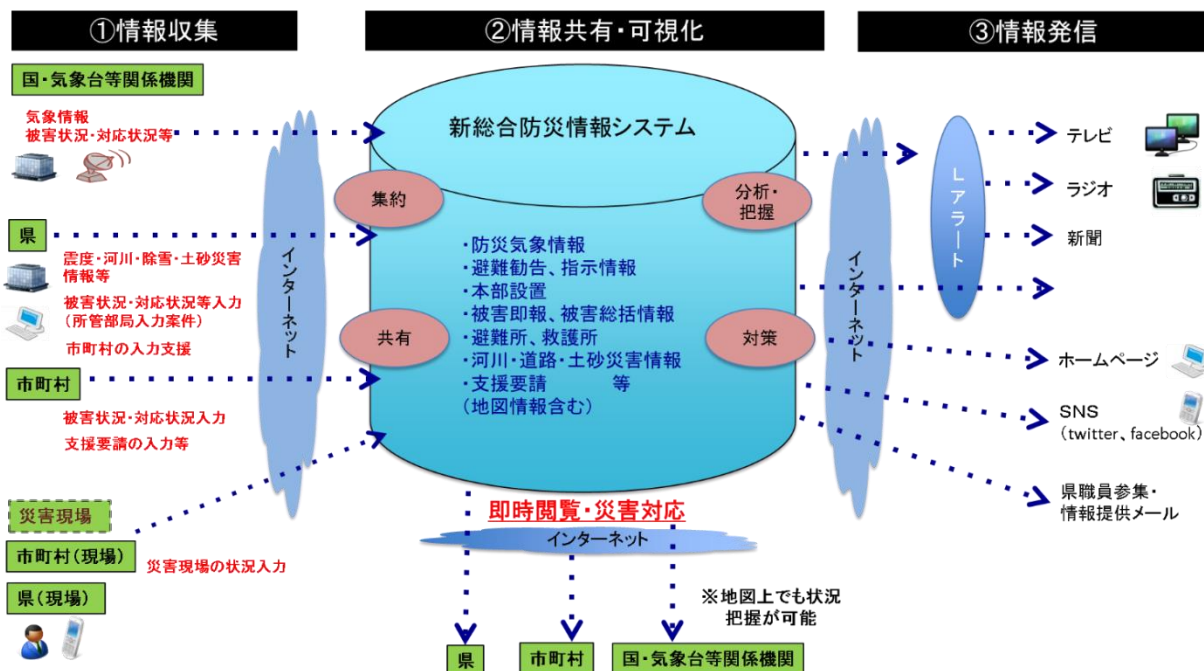 ①情報収集
②情報共有・可視化
③情報発信
国・気象台等関係機関
気象情報
被害状況・対応状況等
県
震度・河川・除雪・土砂災害
情報等
被害状況・対応状況等入力
(所管部局入力案件)
市町村の入力支援
市町村
被害状況・対応状況入力
支援要請の入力等
災害現場
市町村(現場)
災害現場の状況入力
県(現場)
インターネット
新総合防災情報システム
集約
分析・
把握
・防災気象情報
・避難勧告、指示情報
・本部設置
・被害即報、被害総括情報
・避難所、救護所
・河川・道路・土砂災害情報
・支援要請 等
(地図情報含む)
共有
対策
即時閲覧・災害対応
インターネット
※地図上でも状況
把握が可能
県
市町村
国・気象台等関係機関
インターネット
Lアラート
テレビ
ラジオ
新聞
ホームページ
SNS
(twitter、facebook)
県職員参集・
情報提供メール